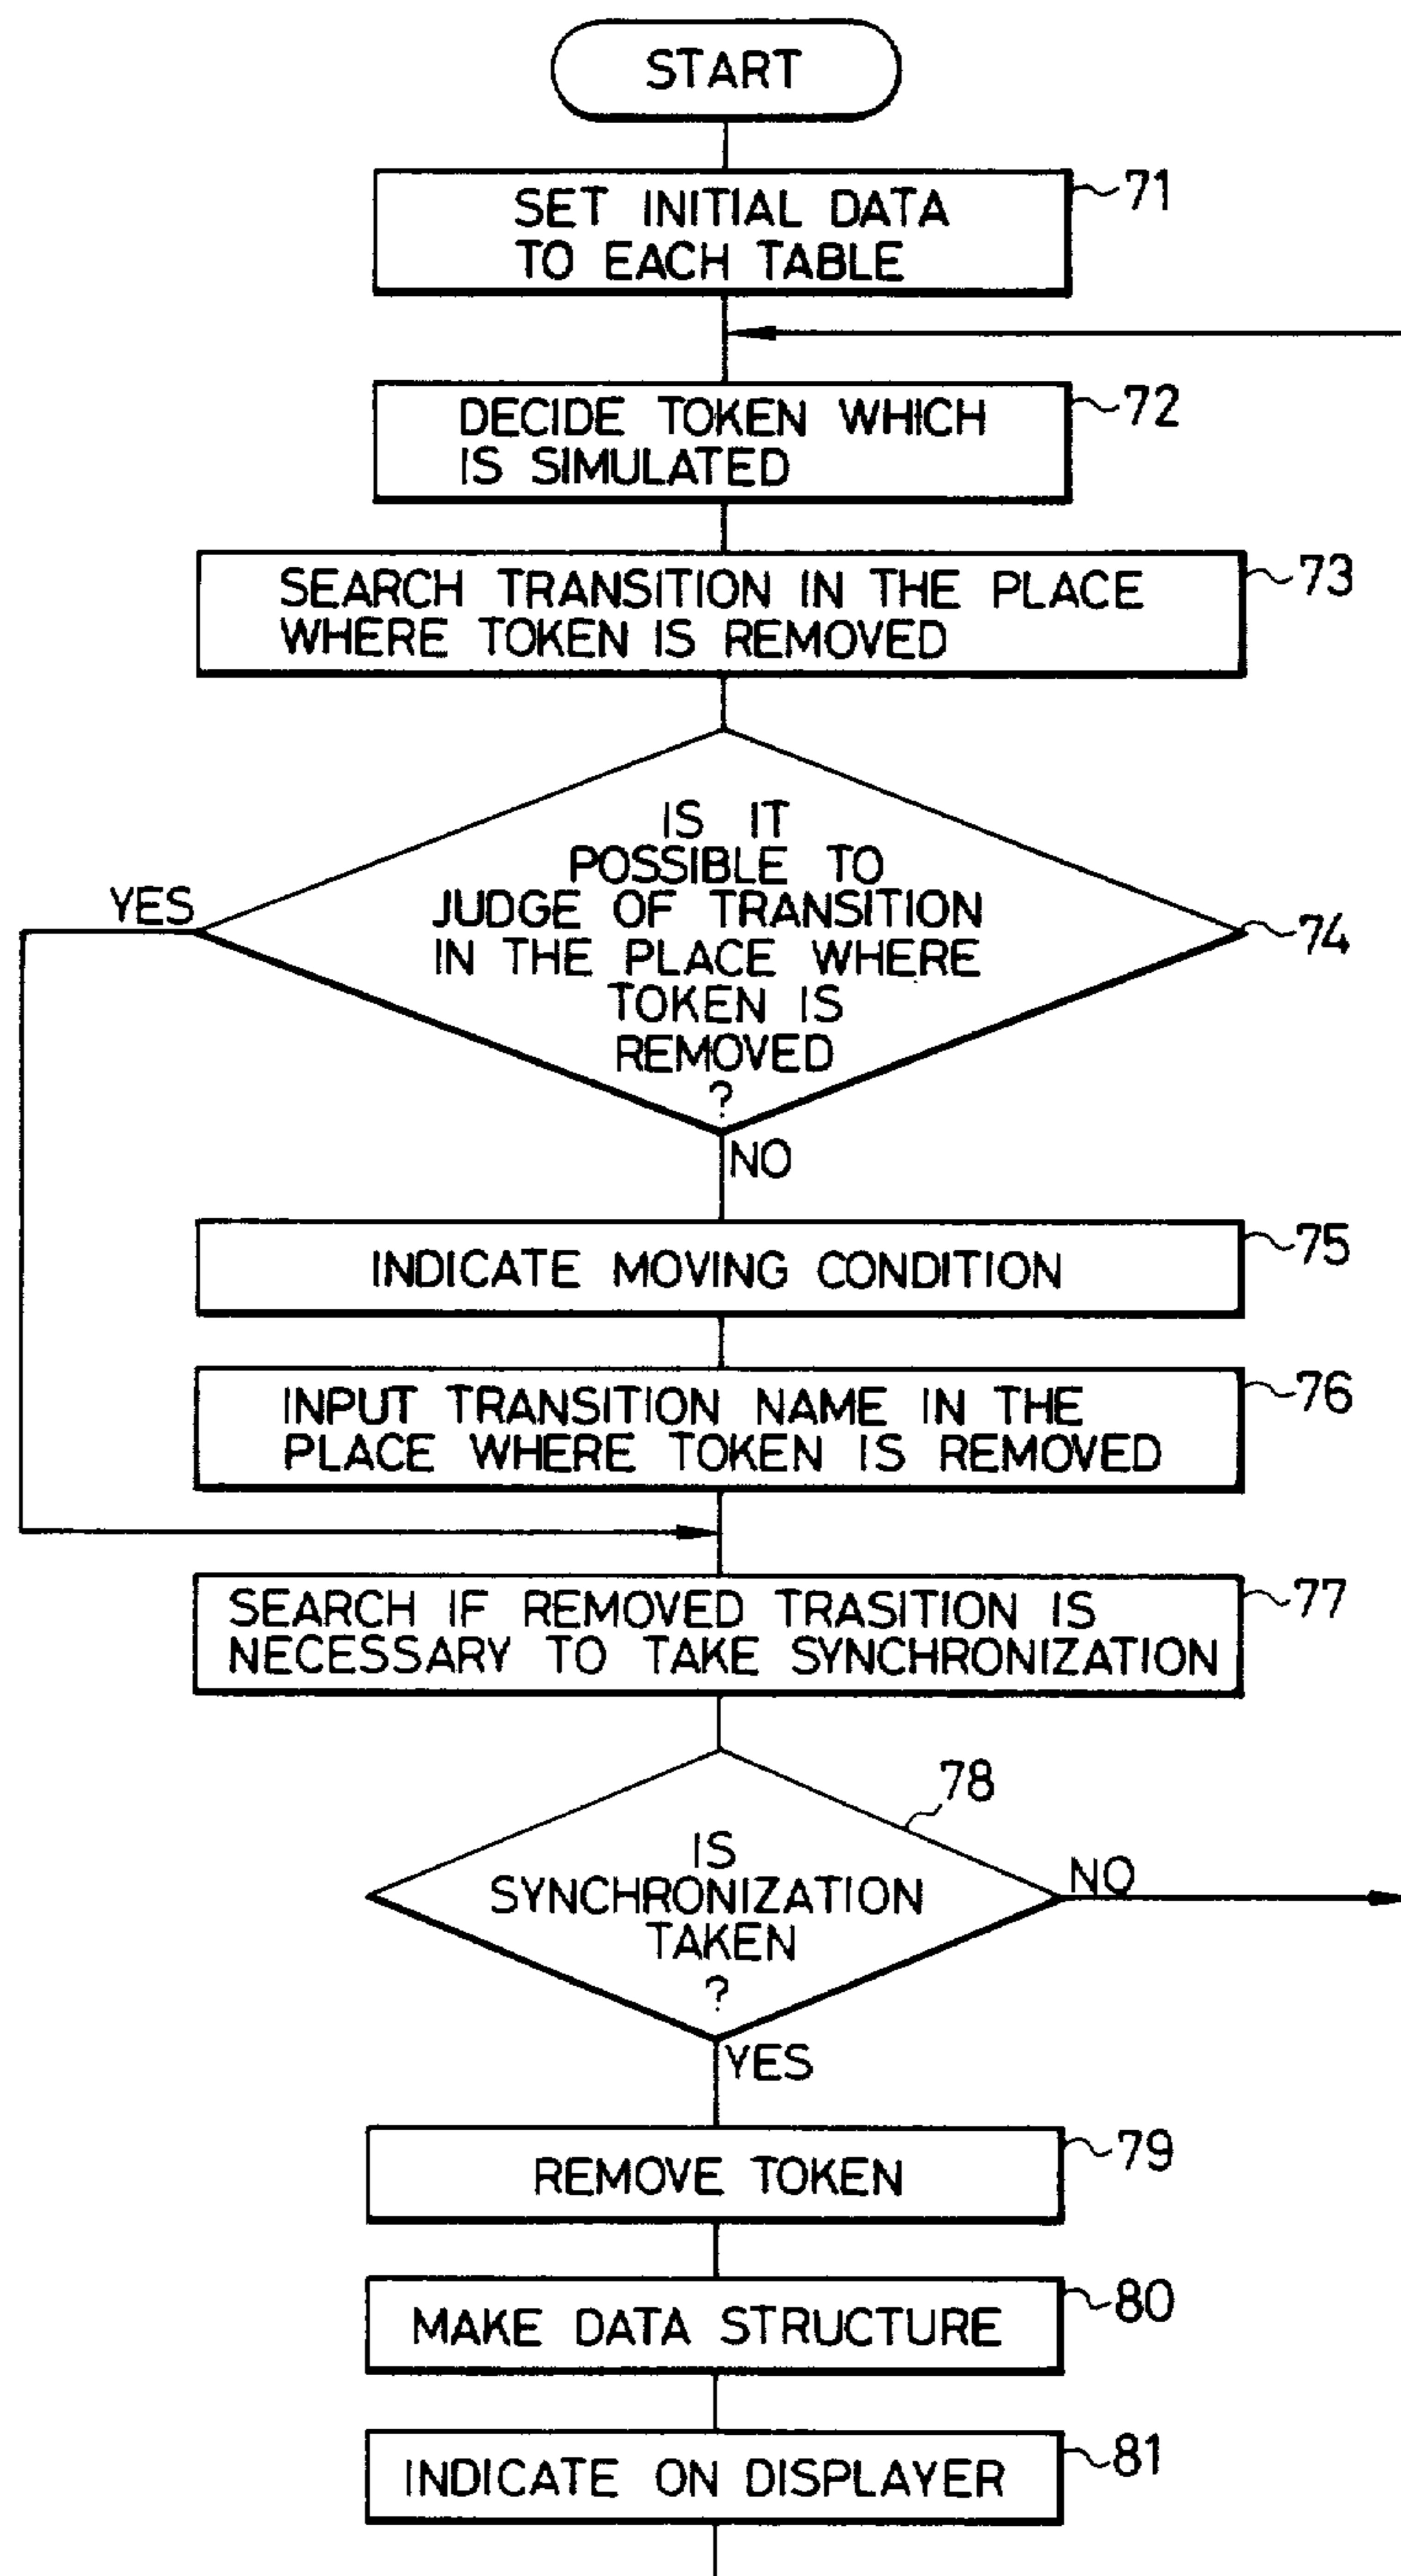 START
SET INITIAL DATA
TO EACH TABLE
71
DECIDE TOKEN WHICH
IS SIMULATED
72
SEARCH TRANSITION IN THE PLACE
WHERE TOKEN IS REMOVED
73
IS IT
POSSIBLE TO
JUDGE OF TRANSITION
IN THE PLACE WHERE
TOKEN IS
REMOVED
?
YES
74
NO
INDICATE MOVING CONDITION
75
INPUT TRANSITION NAME IN THE
PLACE WHERE TOKEN IS REMOVED
76
SEARCH IF REMOVED TRASITION IS
NECESSARY TO TAKE SYNCHRONIZATION
77
78
IS
SYNCHRONIZATION
TAKEN
?
NO
YES
REMOVE TOKEN
79
MAKE DATA STRUCTURE
80
INDICATE ON DISPLAYER
81